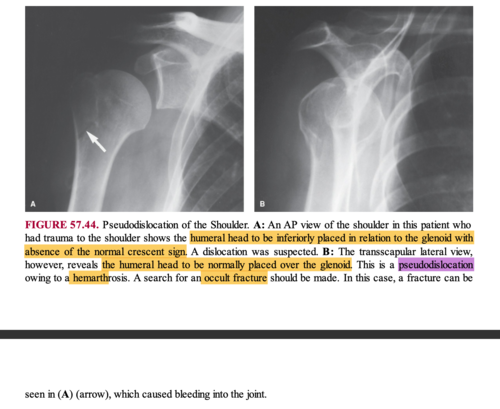 A
B
FIGURE 57.44. Pseudodislocation of the Shoulder. A: An AP view of the shoulder in this patient who
had trauma to the shoulder shows the humeral head to be inferiorly placed in relation to the glenoid with
absence of the normal crescent sign. A dislocation was suspected. B: The transscapular lateral view,
however, reveals the humeral head to be normally placed over the glenoid. This is a pseudodislocation
owing to a hemarthrosis. A search for an occult fracture should be made. In this case, a fracture can be
seen in (A) (arrow), which caused bleeding into the joint.